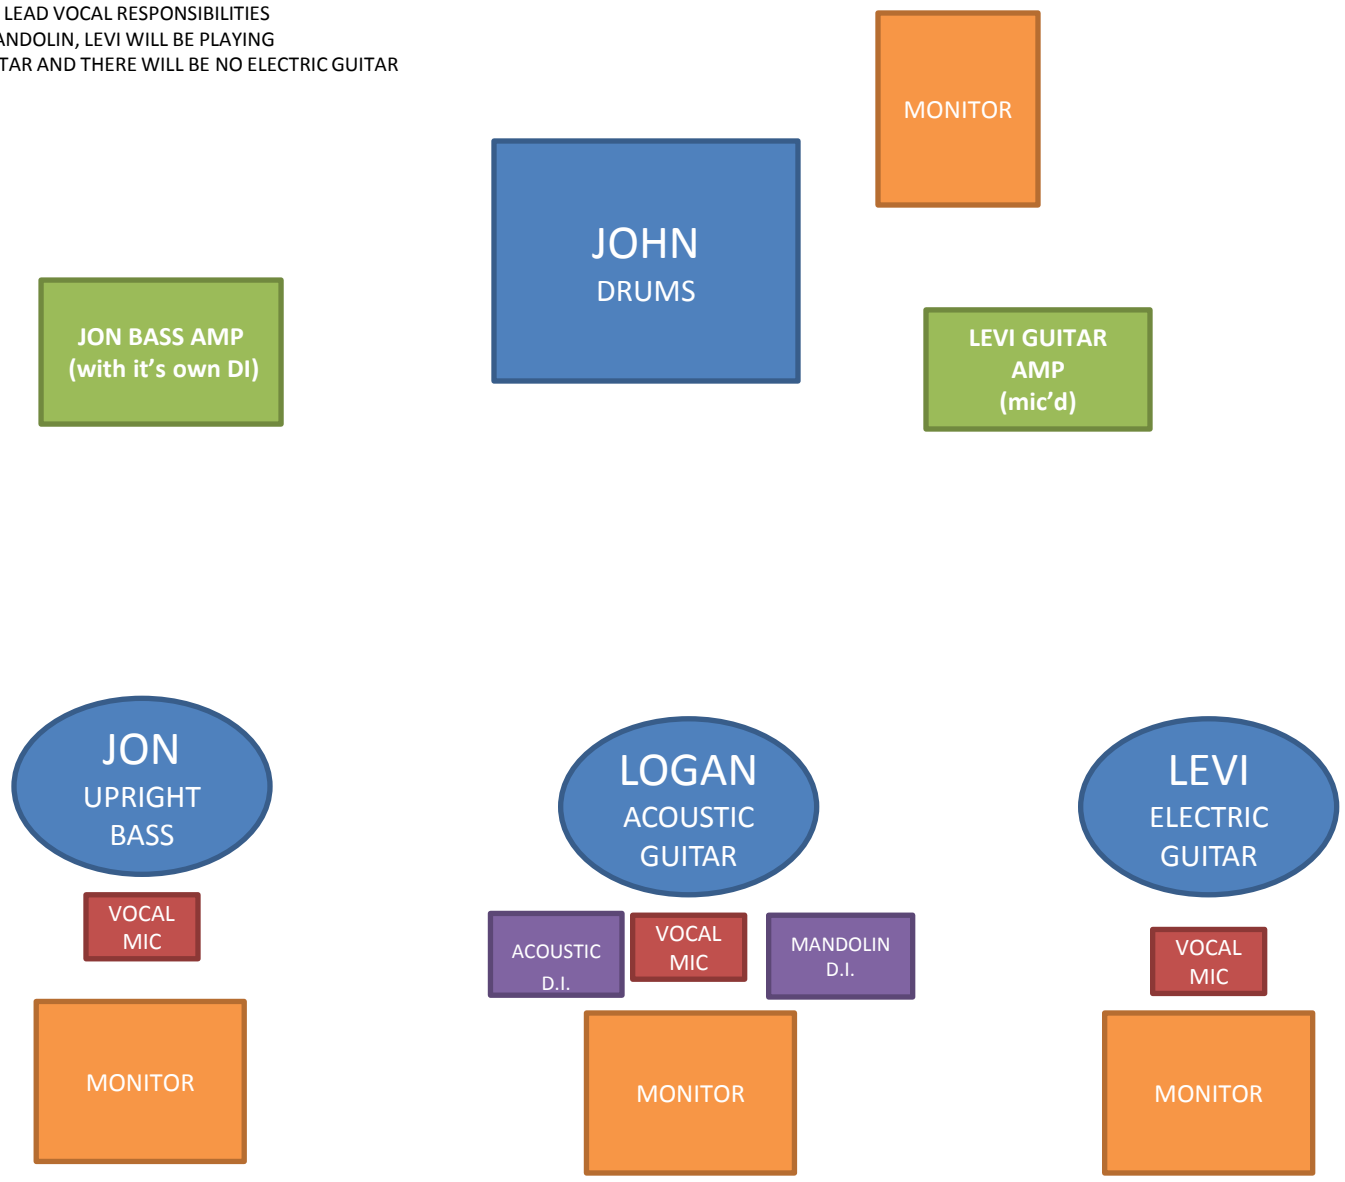 LEAD VOCAL RESPONSIBILITIES
LEVI WILL BE PLAYING
AND THERE WILL BE NO ELECTRIC GUITAR
MONITOR
JOHN
DRUMS
JON BASS AMP
(with it’s own DI)
LEVI GUITAR
AMP
(mic’d)
JON
UPRIGHT
BASS
LOGAN
ACOUSTIC
GUITAR
LEVI
ELECTRIC
GUITAR
VOCAL
MIC
ACOUSTIC
D.I.
VOCAL
MIC
MANDOLIN
D.I.
VOCAL
MIC
MONITOR
MONITOR
MONITOR